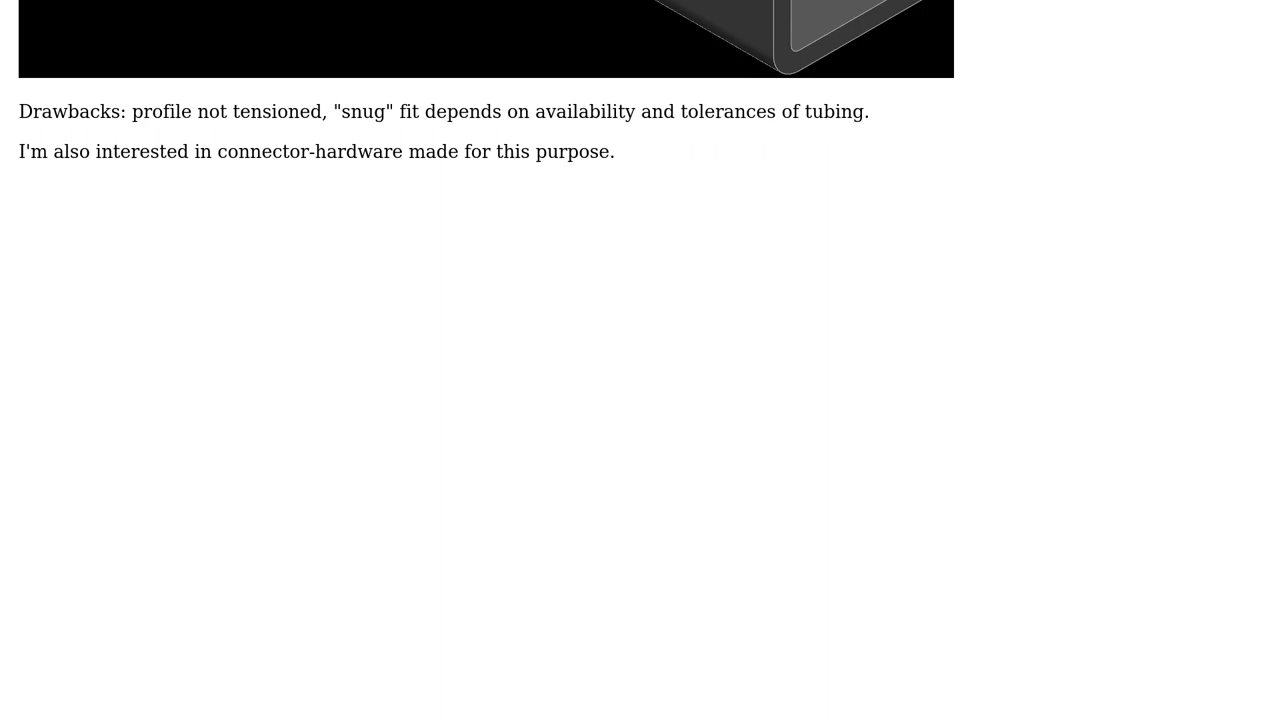 Drawbacks: profile not tensioned, "snug" fit depends on availability and tolerances of tubing.
I'm also interested in connector-hardware made for this purpose.